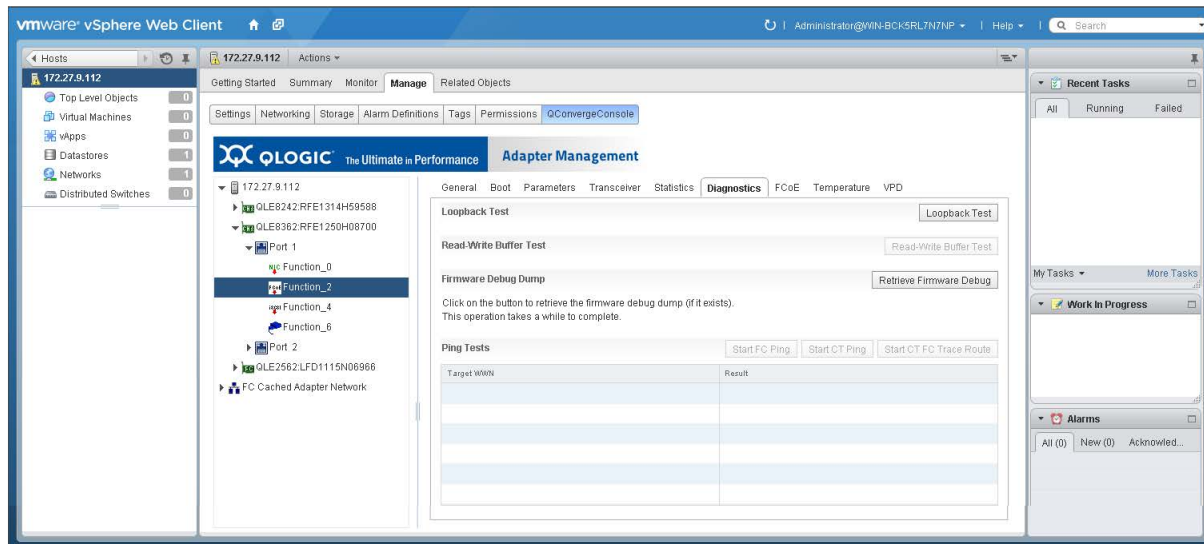 vmware® vSphere Web Client
Administrator@WIN-BCK5RL7N7NP
Help
Search
Hosts
172.27.9.112
Top Level Objects 0
Virtual Machines 0
vApps 0
Datastores 1
Networks 1
Distributed Switches 0
172.27.9.112 Actions
Getting Started Summary Monitor Manage Related Objects
Settings Networking Storage Alarm Definitions Tags Permissions QConvergeConsole
QLOGIC The Ultimate in Performance Adapter Management
172.27.9.112
QLE8242:RFE1314H59588
QLE8362:RFE1250H08700
Port 1
NIC Function_0
FCoE Function_2
Function_4
Function_6
Port 2
QLE2562:LFD1115N06966
FC Cached Adapter Network
General Boot Parameters Transceiver Statistics Diagnostics FCoE Temperature VPD
Loopback Test Loopback Test
Read-Write Buffer Test Read-Write Buffer Test
Firmware Debug Dump Retrieve Firmware Debug
Click on the button to retrieve the firmware debug dump (if it exists).
This operation takes a while to complete.
Ping Tests Start FC Ping Start CT Ping Start CT FC Trace Route
Target WWN Result
Recent Tasks
All Running Failed
My Tasks More Tasks
Work In Progress
Alarms
All (0) New (0) Acknowled...